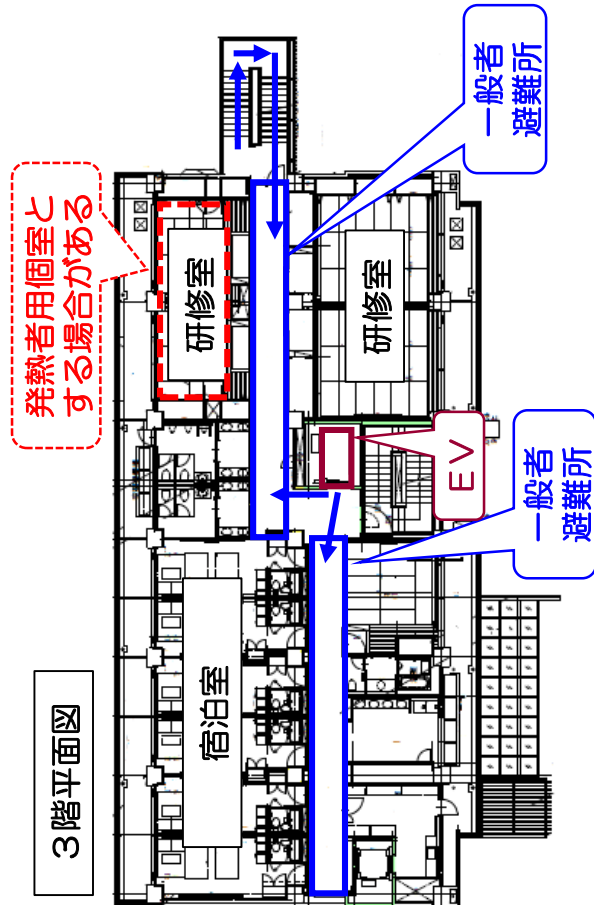 3階平面図
発熱者用個室と
する場合がある
研修室
研修室
宿泊室
EV
一般者
避難所
一般者
避難所